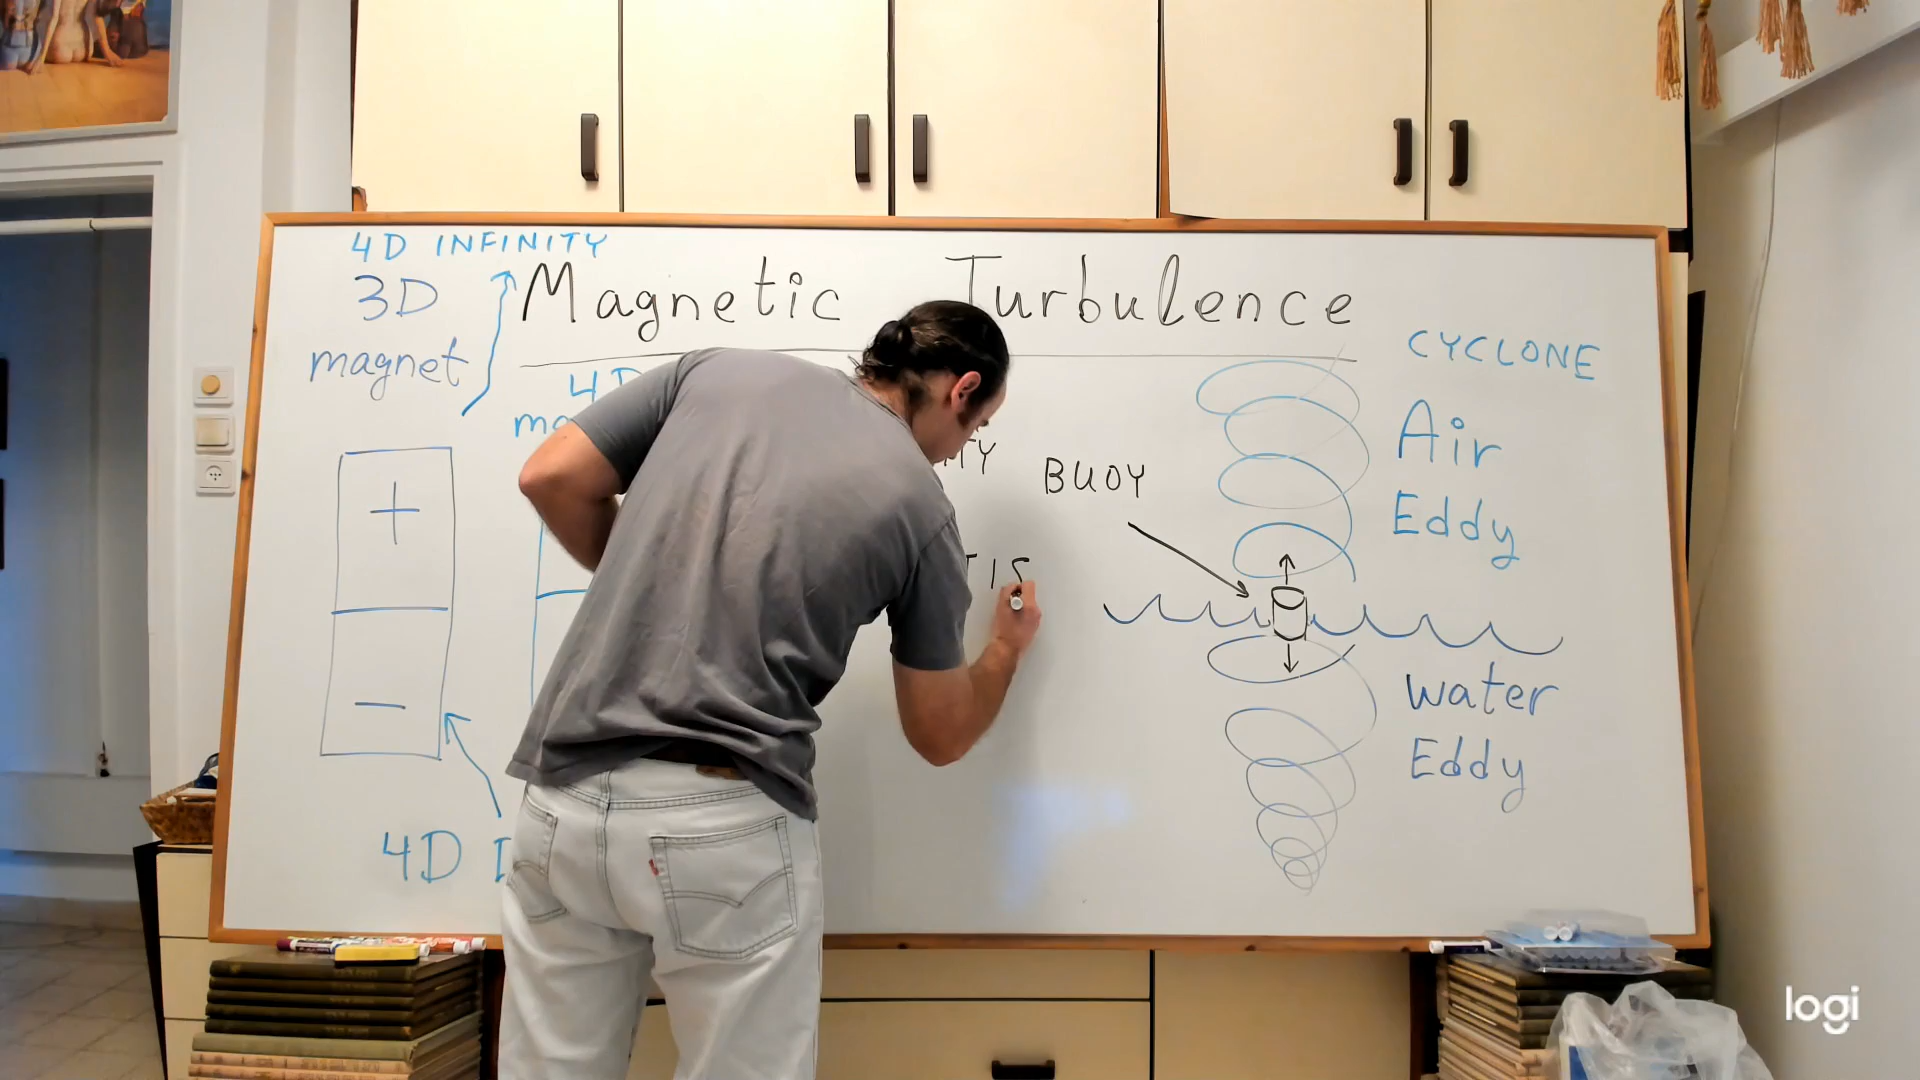 4D INFINITY
3D
magnet
Magnetic Turbulence
4D
BUOY
CYCLONE
Air
Eddy
+
−
water
Eddy
4D
logi